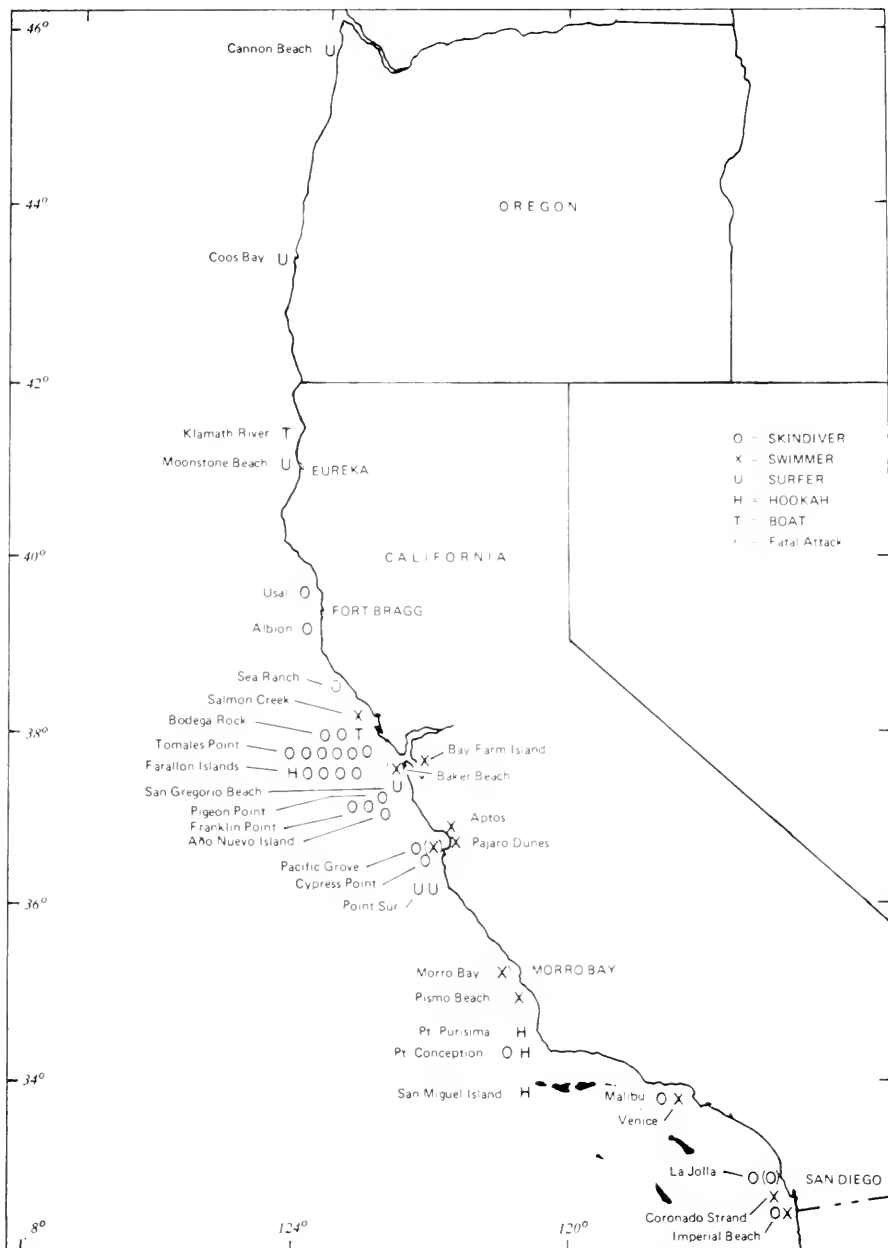 46°
Cannon Beach U
44°
OREGON
Coos Bay U
42°
Klamath River T
Moonstone Beach U
EUREKA
O - SKINDIVER
X - SWIMMER
U - SURFER
H = HOOKAH
T - BOAT
Fatal Attack
40°
CALIFORNIA
Usal O
FORT BRAGG
Albion O
Sea Ranch O
Salmon Creek X
38°
Bodega Rock O O T
Tomales Point O O O O O O
Bay Farm Island X
Farallon Islands H O O O O
Baker Beach (X
San Gregorio Beach U
Pigeon Point O
Franklin Point O O O
Año Nuevo Island O
Aptos X
Pajaro Dunes X
Pacific Grove O (X)
Cypress Point O
Point Sur U U
36°
Morro Bay X)
MORRO BAY
Pismo Beach X
Pt. Purisima H
Pt. Conception O H
34°
San Miguel Island H
Malibu O
Venice X
La Jolla O (O)
SAN DIEGO
Coronado Strand X
Imperial Beach O X
8°
124°
120°